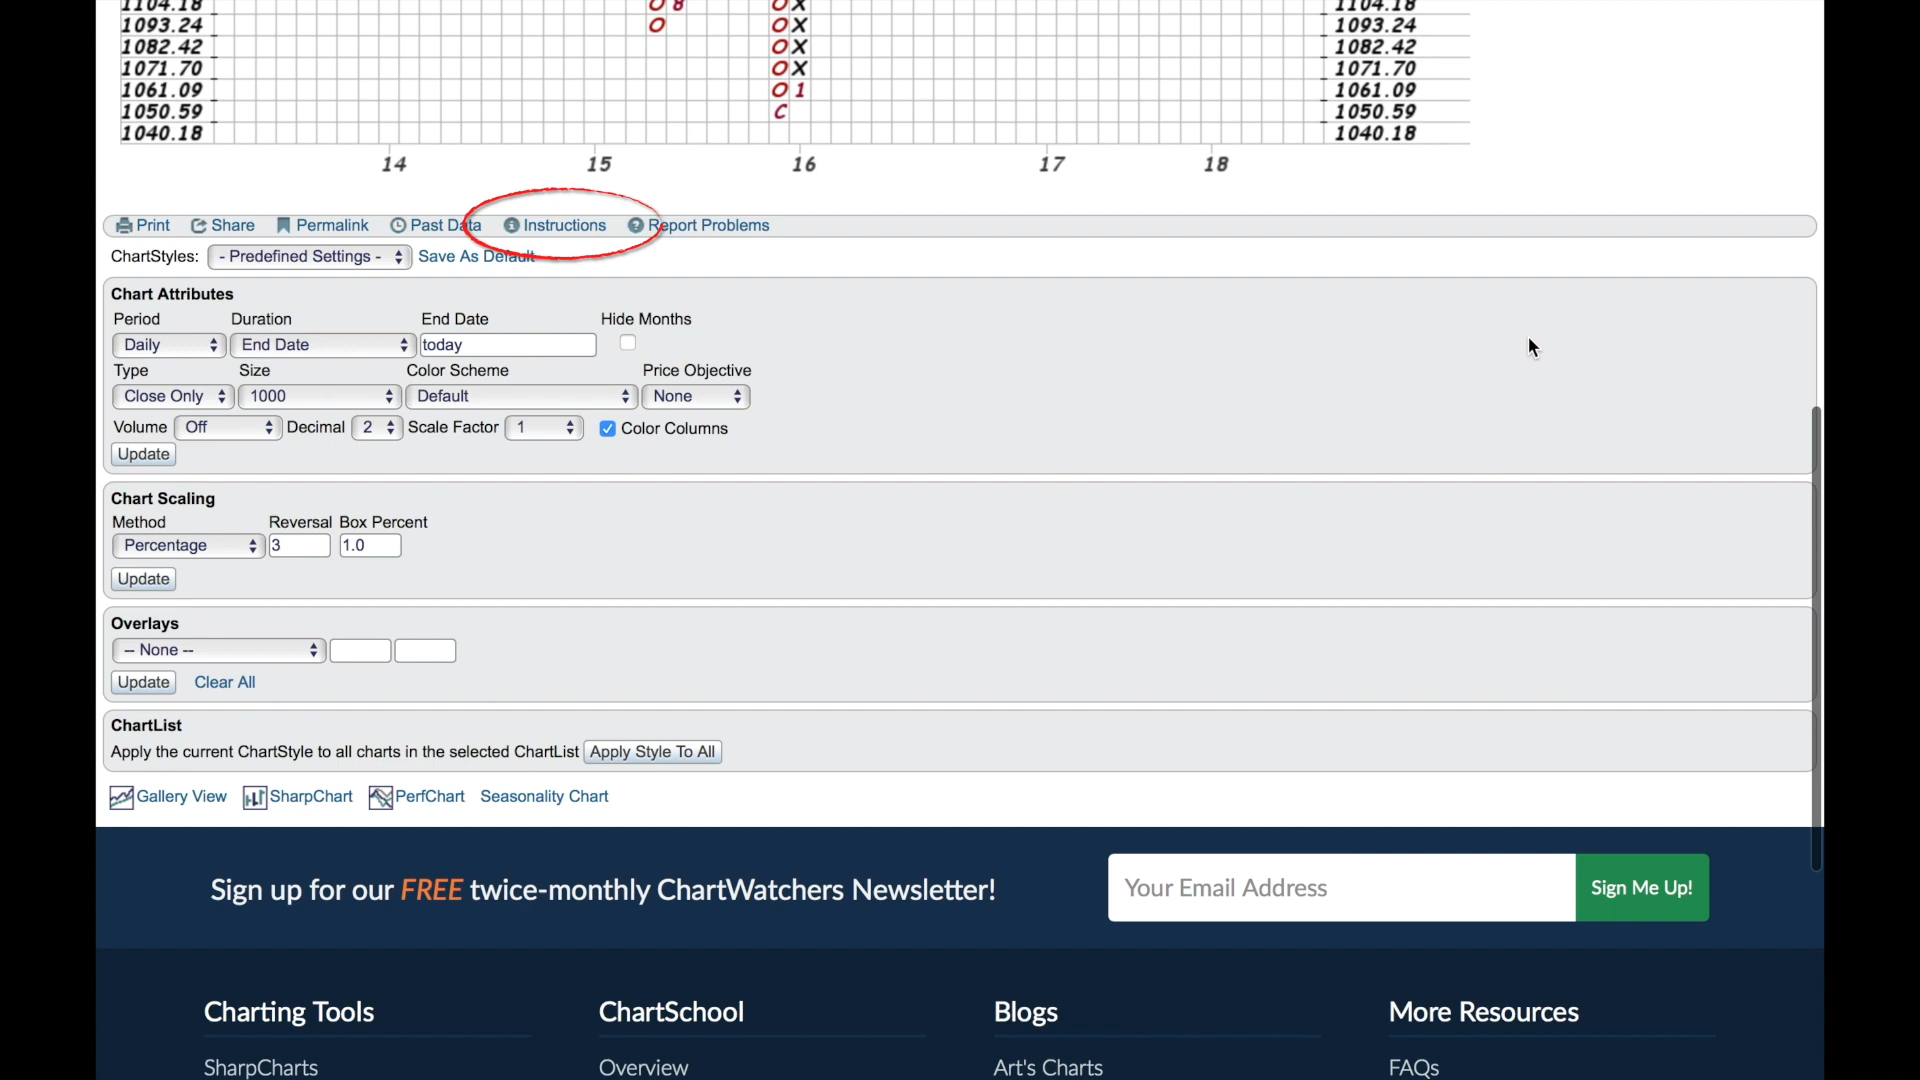 1104.18 O 8 O X 1104.18
1093.24 O O X 1093.24
1082.42 O X 1082.42
1071.70 O X 1071.70
1061.09 O 1 1061.09
1050.59 C 1050.59
1040.18 1040.18
14 15 16 17 18
Print Share Permalink Past Data Instructions Report Problems
ChartStyles: - Predefined Settings - Save As Default
Chart Attributes
Period Duration End Date Hide Months
Daily End Date today
Type Size Color Scheme Price Objective
Close Only 1000 Default None
Volume Off Decimal 2 Scale Factor 1 Color Columns
Update
Chart Scaling
Method Reversal Box Percent
Percentage 3 1.0
Update
Overlays
-- None --
Update Clear All
ChartList
Apply the current ChartStyle to all charts in the selected ChartList Apply Style To All
Gallery View SharpChart PerfChart Seasonality Chart
Sign up for our FREE twice-monthly ChartWatchers Newsletter! Your Email Address Sign Me Up!
Charting Tools ChartSchool Blogs More Resources
SharpCharts Overview Art's Charts FAQs